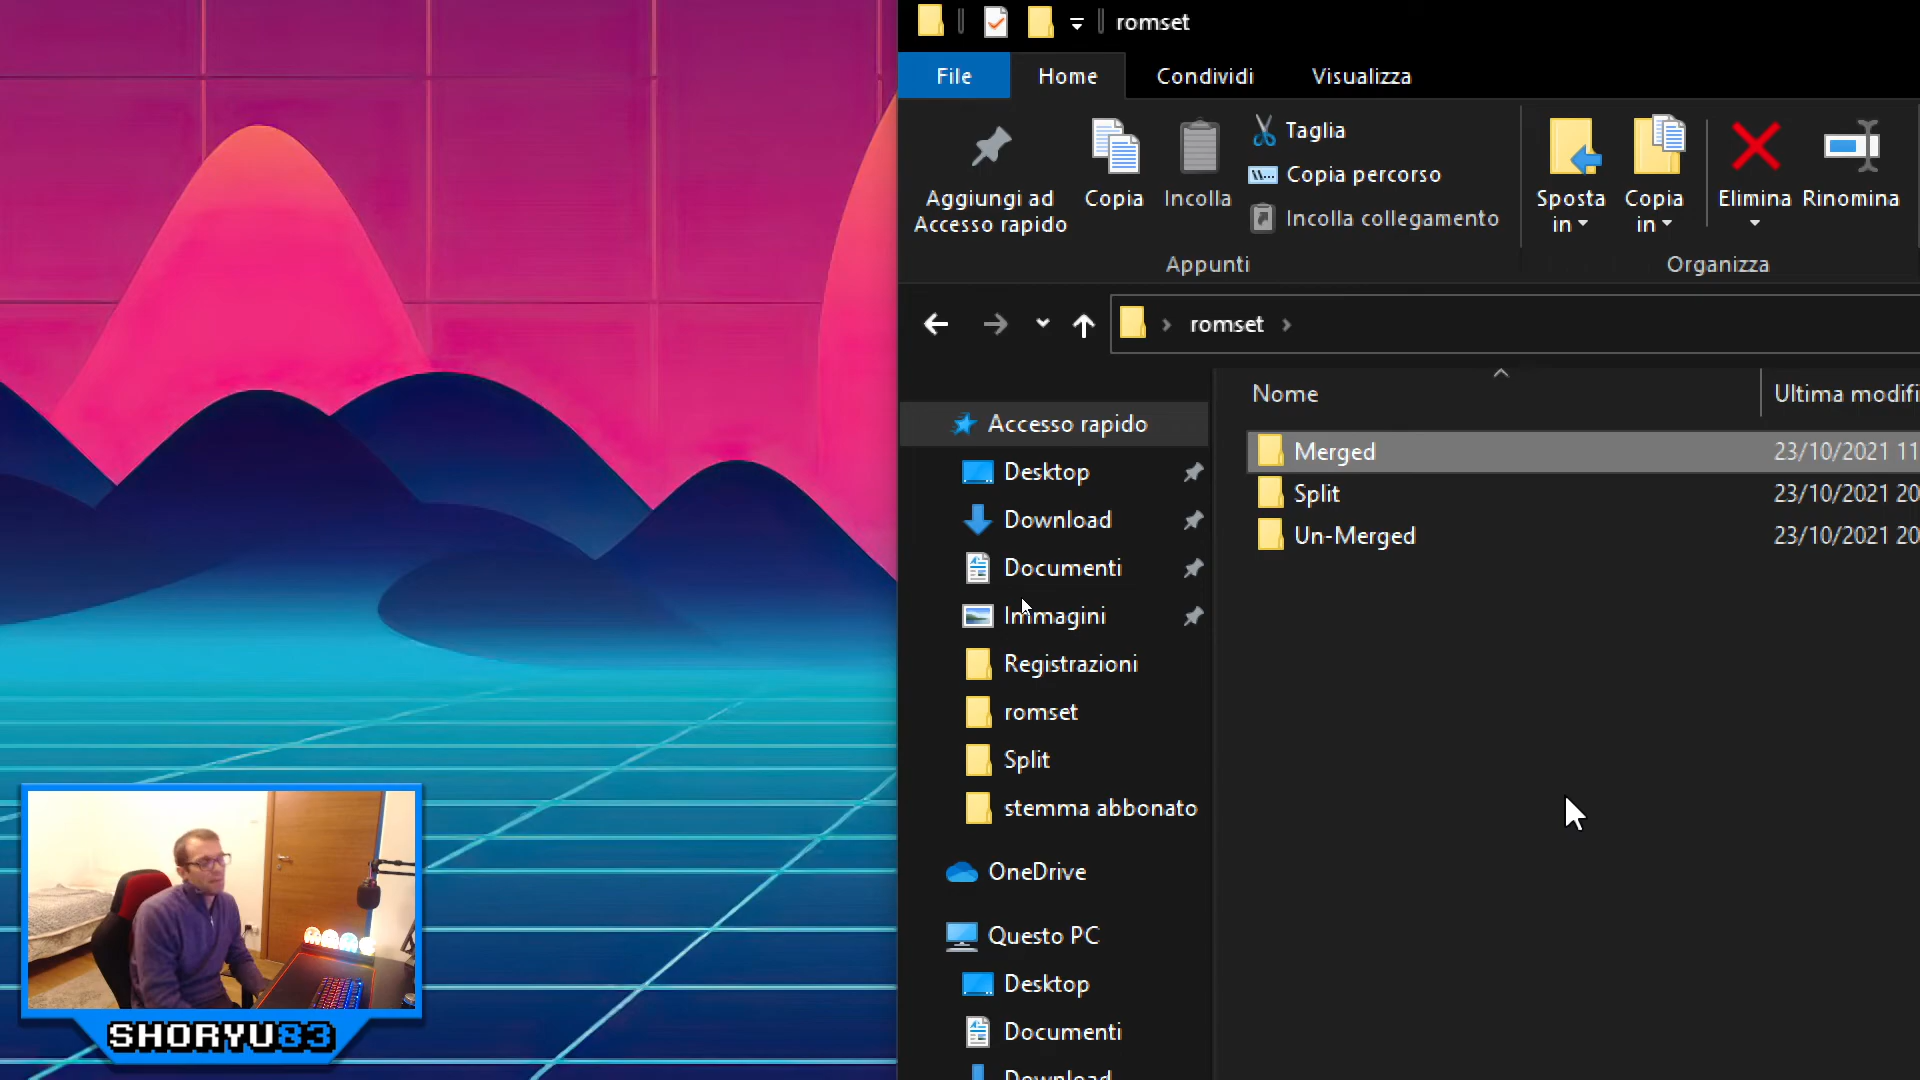 romset
File Home Condividi Visualizza
Aggiungi ad
Accesso rapido
Copia
Incolla
Taglia
Copia percorso
Incolla collegamento
Sposta
in
Copia
in
Elimina
Rinomina
Appunti
Organizza
romset
Nome Ultima modifi
Merged 23/10/2021 11
Split 23/10/2021 20
Un-Merged 23/10/2021 20
Accesso rapido
Desktop
Download
Documenti
Immagini
Registrazioni
romset
Split
stemma abbonato
OneDrive
Questo PC
Desktop
Documenti
Download
SHORYU83